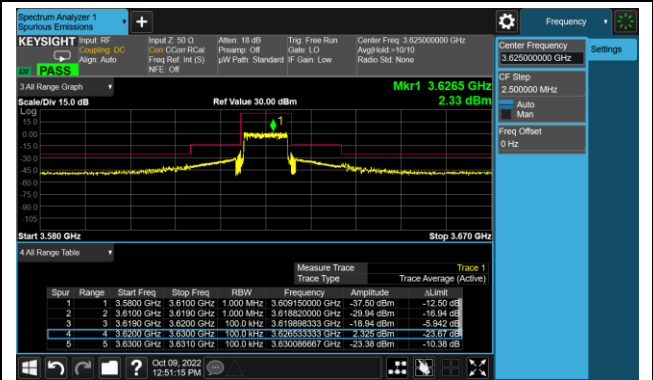 Spectrum Analyzer 1
Spurious Emissions
Frequency
KEYSIGHT Input: RF
Coupling: DC
Align: Auto
Input Z: 50 Ω
Corr CCorr RCal
Freq Ref: Int (S)
NFE: Off
Atten: 18 dB
Preamp: Off
µW Path: Standard
Trig: Free Run
Gate: LO
IF Gain: Low
Center Freq: 3.625000000 GHz
Avg|Hold:>10/10
Radio Std: None
PASS
Center Frequency
3.625000000 GHz
Settings
CF Step
2.500000 MHz
Auto
Man
Freq Offset
0 Hz
3 All Range Graph
Mkr1 3.6265 GHz
Scale/Div 15.0 dB
Ref Value 30.00 dBm
2.33 dBm
Log
15.0
0.00
-15.0
-30.0
-45.0
-60.0
-75.0
-90.0
-105
1
Start 3.580 GHz
Stop 3.670 GHz
4 All Range Table
Measure Trace Trace 1
Trace Type Trace Average (Active)
Spur Range Start Freq Stop Freq RBW Frequency Amplitude ΔLimit
1 1 3.5800 GHz 3.6100 GHz 1.000 MHz 3.609150000 GHz -37.50 dBm -12.50 dB
2 2 3.6100 GHz 3.6190 GHz 1.000 MHz 3.618820000 GHz -29.94 dBm -16.94 dB
3 3 3.6190 GHz 3.6200 GHz 100.0 kHz 3.619898333 GHz -18.94 dBm -5.942 dB
4 4 3.6200 GHz 3.6300 GHz 100.0 kHz 3.626533333 GHz 2.325 dBm -23.67 dB
5 5 3.6300 GHz 3.6310 GHz 100.0 kHz 3.630086667 GHz -23.38 dBm -10.38 dB
Oct 09, 2022
12:51:15 PM